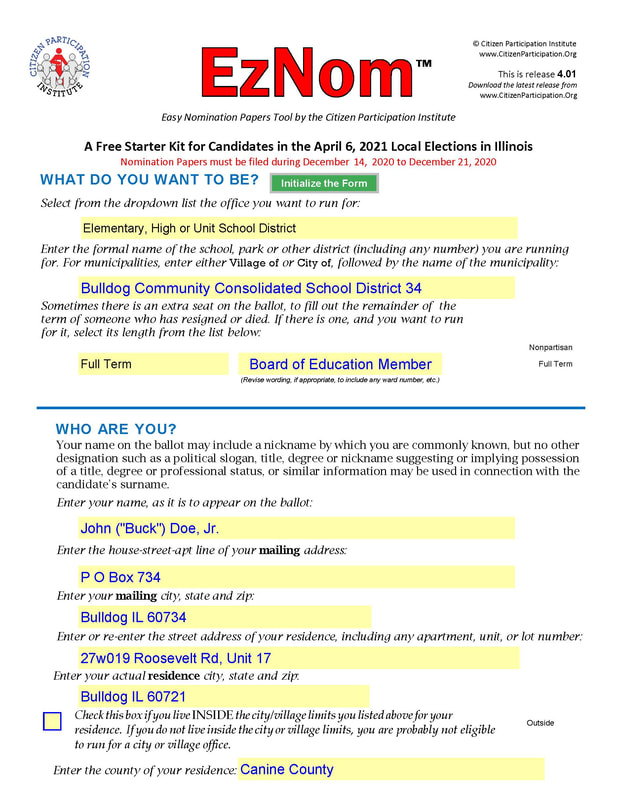 CITIZEN PARTICIPATION
INSTITUTE
EzNom™
© Citizen Participation Institute
www.CitizenParticipation.Org
This is release 4.01
Download the latest release from
www.CitizenParticipation.Org
Easy Nomination Papers Tool by the Citizen Participation Institute
A Free Starter Kit for Candidates in the April 6, 2021 Local Elections in Illinois
Nomination Papers must be filed during December 14, 2020 to December 21, 2020
WHAT DO YOU WANT TO BE? Initialize the Form
Select from the dropdown list the office you want to run for:
Elementary, High or Unit School District
Enter the formal name of the school, park or other district (including any number) you are running
for. For municipalities, enter either Village of or City of, followed by the name of the municipality:
Bulldog Community Consolidated School District 34
Sometimes there is an extra seat on the ballot, to fill out the remainder of the
term of someone who has resigned or died. If there is one, and you want to run
for it, select its length from the list below:
Nonpartisan
Full Term Board of Education Member Full Term
(Revise wording, if appropriate, to include any ward number, etc.)
WHO ARE YOU?
Your name on the ballot may include a nickname by which you are commonly known, but no other
designation such as a political slogan, title, degree or nickname suggesting or implying possession
of a title, degree or professional status, or similar information may be used in connection with the
candidate's surname.
Enter your name, as it is to appear on the ballot:
John ("Buck") Doe, Jr.
Enter the house-street-apt line of your mailing address:
P O Box 734
Enter your mailing city, state and zip:
Bulldog IL 60734
Enter or re-enter the street address of your residence, including any apartment, unit, or lot number:
27w019 Roosevelt Rd, Unit 17
Enter your actual residence city, state and zip:
Bulldog IL 60721
Check this box if you live INSIDE the city/village limits you listed above for your
residence. If you do not live inside the city or village limits, you are probably not eligible
to run for a city or village office.
Outside
Enter the county of your residence: Canine County